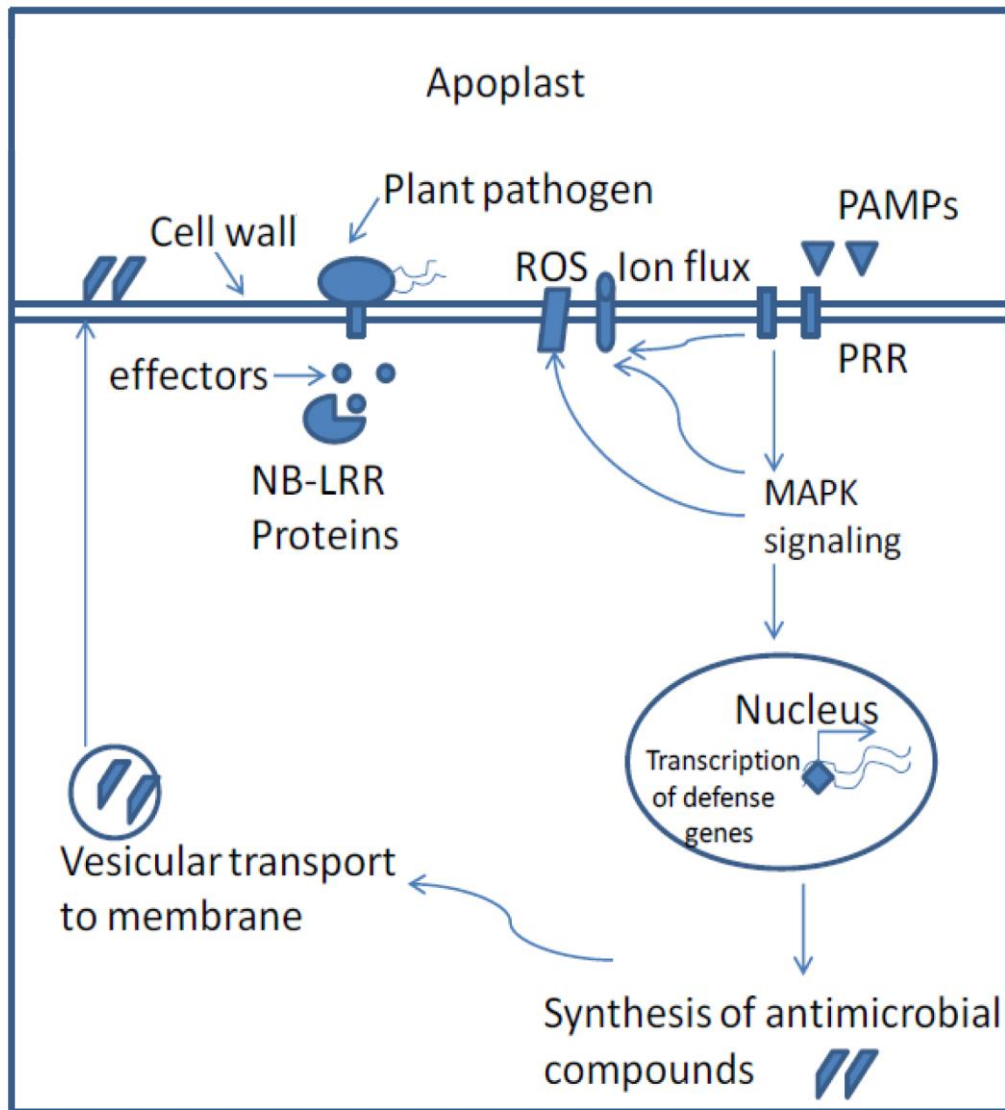 Apoplast
Plant pathogen
PAMPs
Cell wall
ROS
Ion flux
PRR
effectors
NB-LRR
Proteins
MAPK
signaling
Nucleus
Transcription
of defense
genes
Vesicular transport
to membrane
Synthesis of antimicrobial
compounds